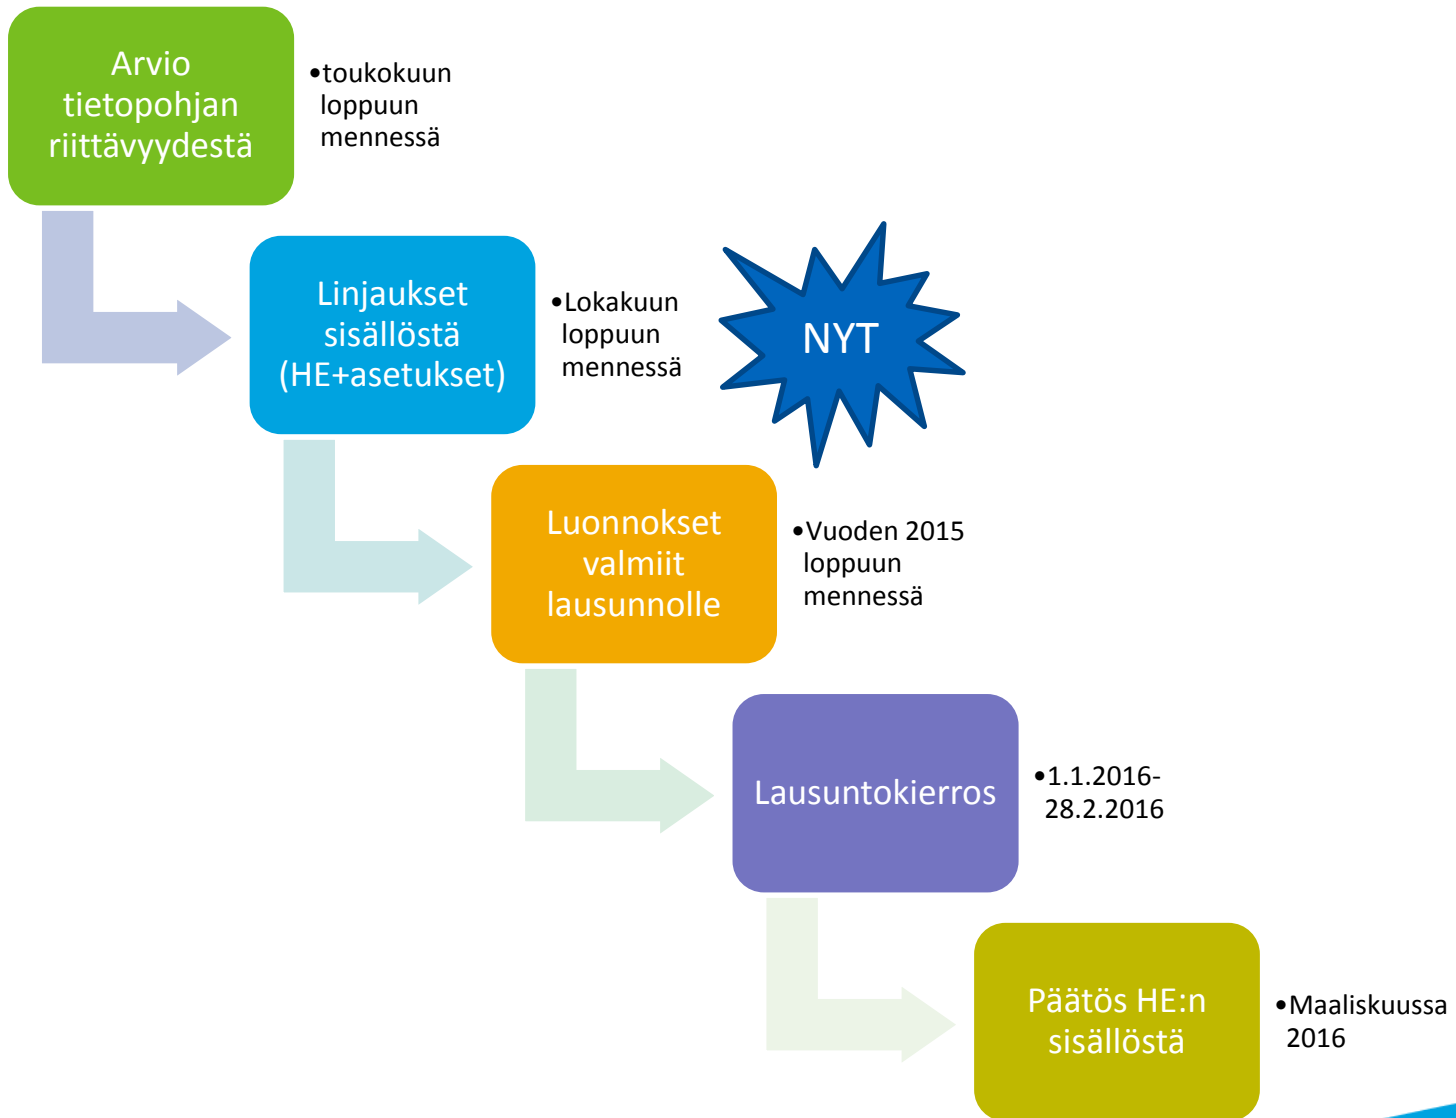 Arvio
tietopohjan
riittävyydestä
•toukokuun
loppuun
mennessä
Linjaukset
sisällöstä
(HE+asetukset)
•Lokakuun
loppuun
mennessä
NYT
Luonnokset
valmiit
lausunnolle
•Vuoden 2015
loppuun
mennessä
Lausuntokierros
•1.1.2016-
28.2.2016
Päätös HE:n
sisällöstä
•Maaliskuussa
2016